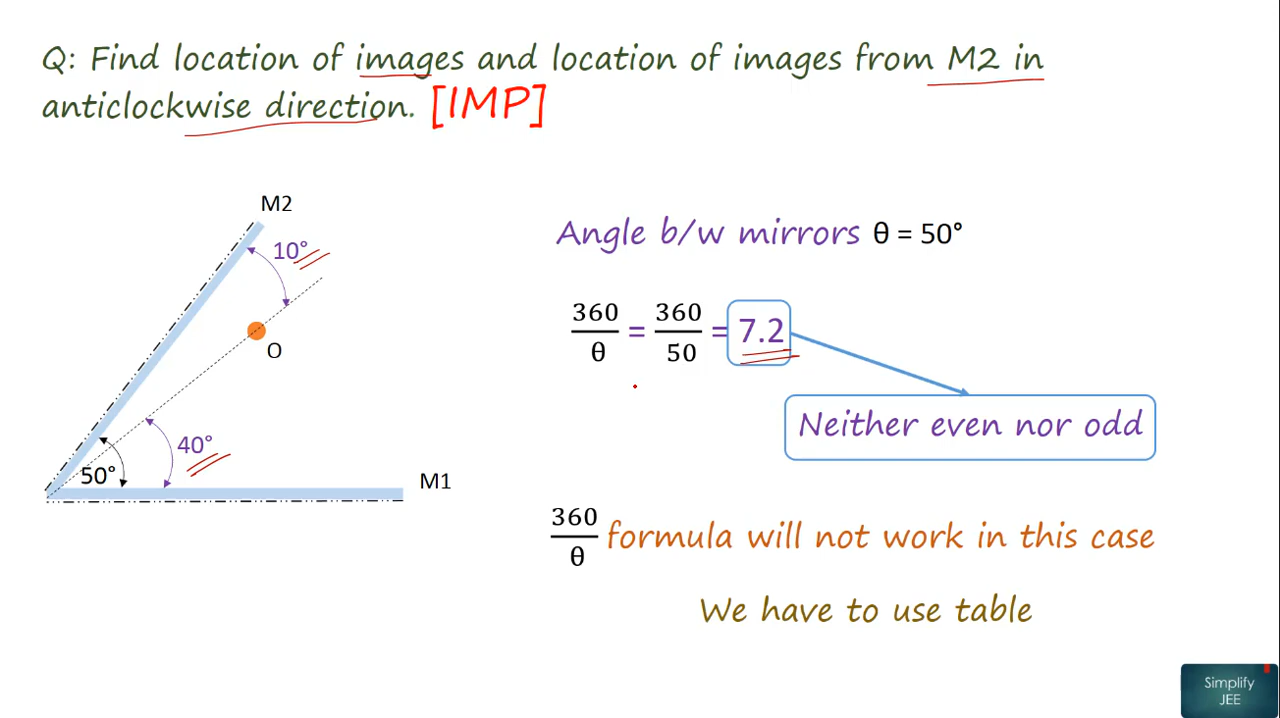 Q: Find location of images and location of images from M2 in
anticlockwise direction. [IMP]
M2
10°
O
40°
50°
M1
Angle b/w mirrors θ = 50°
360/θ = 360/50 = 7.2
Neither even nor odd
360/θ formula will not work in this case
We have to use table
Simplify
JEE